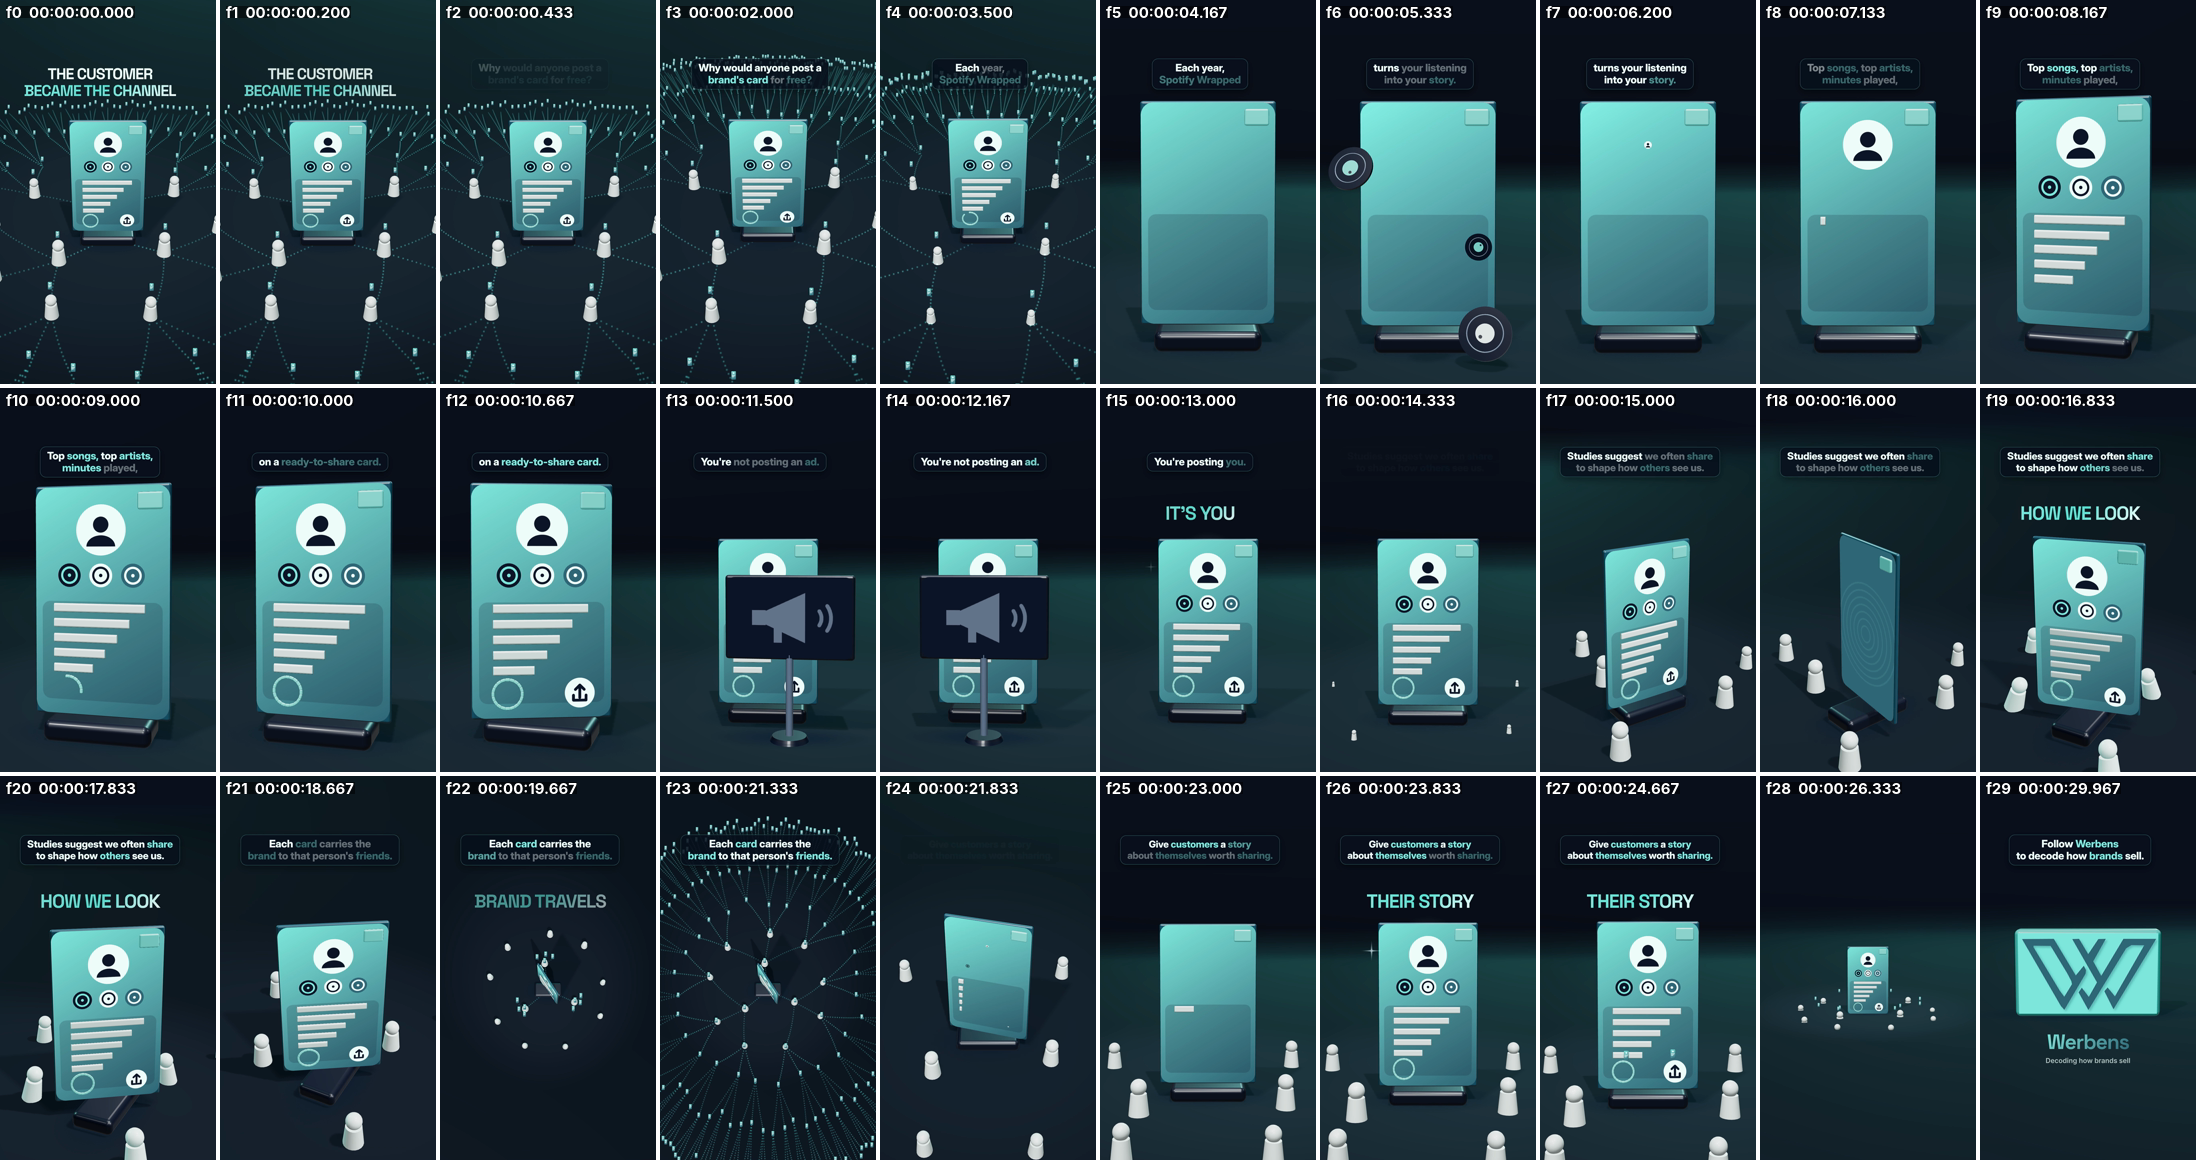 f0 00:00:00.000
THE CUSTOMER
BECAME THE CHANNEL
f1 00:00:00.200
THE CUSTOMER
BECAME THE CHANNEL
f2 00:00:00.433
Why would anyone post a
brand's card for free?
f3 00:00:02.000
Why would anyone post a
brand's card for free?
f4 00:00:03.500
Each year,
Spotify Wrapped
f5 00:00:04.167
Each year,
Spotify Wrapped
f6 00:00:05.333
turns your listening
into your story.
f7 00:00:06.200
turns your listening
into your story.
f8 00:00:07.133
Top songs, top artists,
minutes played,
f9 00:00:08.167
Top songs, top artists,
minutes played,
f10 00:00:09.000
Top songs, top artists,
minutes played,
f11 00:00:10.000
on a ready-to-share card.
f12 00:00:10.667
on a ready-to-share card.
f13 00:00:11.500
You're not posting an ad.
f14 00:00:12.167
You're not posting an ad.
f15 00:00:13.000
You're posting you.
IT'S YOU
f16 00:00:14.333
f17 00:00:15.000
Studies suggest we often share
to shape how others see us.
f18 00:00:16.000
Studies suggest we often share
to shape how others see us.
f19 00:00:16.833
Studies suggest we often share
to shape how others see us.
HOW WE LOOK
f20 00:00:17.833
Studies suggest we often share
to shape how others see us.
HOW WE LOOK
f21 00:00:18.667
Each card carries the
brand to that person's friends.
f22 00:00:19.667
Each card carries the
brand to that person's friends.
BRAND TRAVELS
f23 00:00:21.333
Each card carries the
brand to that person's friends.
f24 00:00:21.833
f25 00:00:23.000
Give customers a story
about themselves worth sharing.
f26 00:00:23.833
Give customers a story
about themselves worth sharing.
THEIR STORY
f27 00:00:24.667
Give customers a story
about themselves worth sharing.
THEIR STORY
f28 00:00:26.333
f29 00:00:29.967
Follow Werbens
to decode how brands sell.
Werbens
Decoding how brands sell